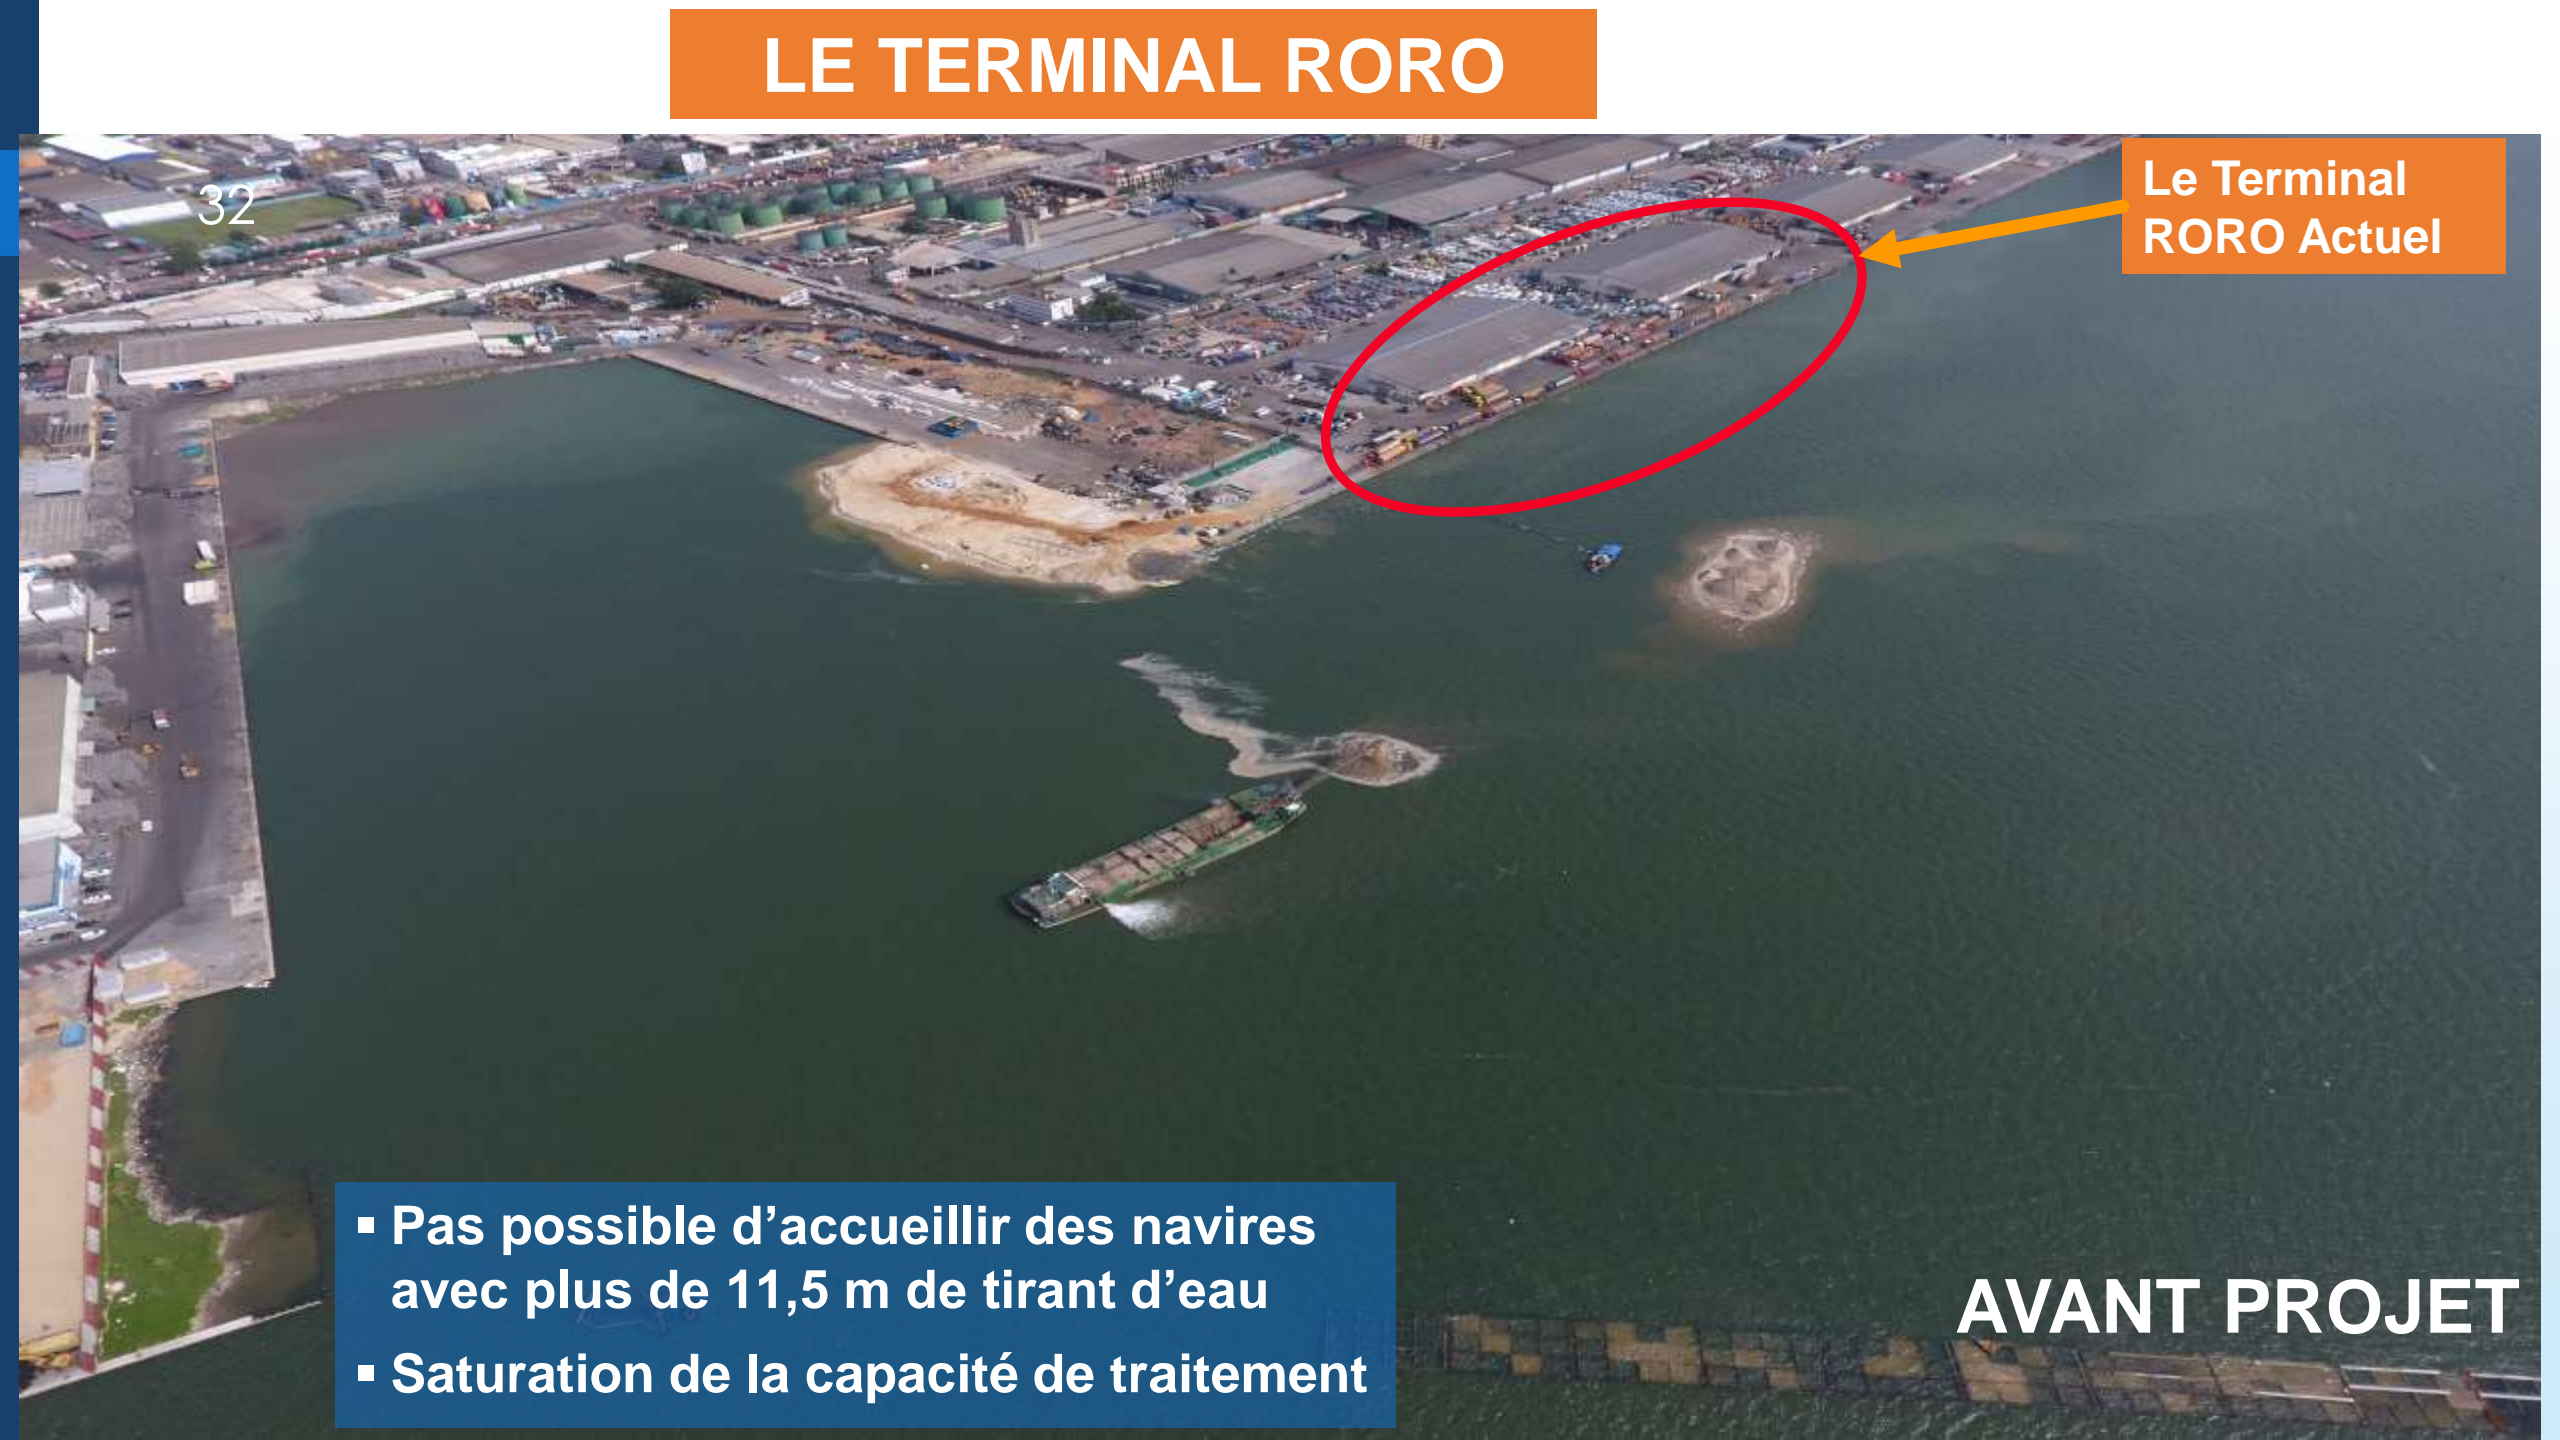 LE TERMINAL RORO
32
Le Terminal
RORO Actuel
▪ Pas possible d’accueillir des navires
avec plus de 11,5 m de tirant d’eau
▪ Saturation de la capacité de traitement
AVANT PROJET